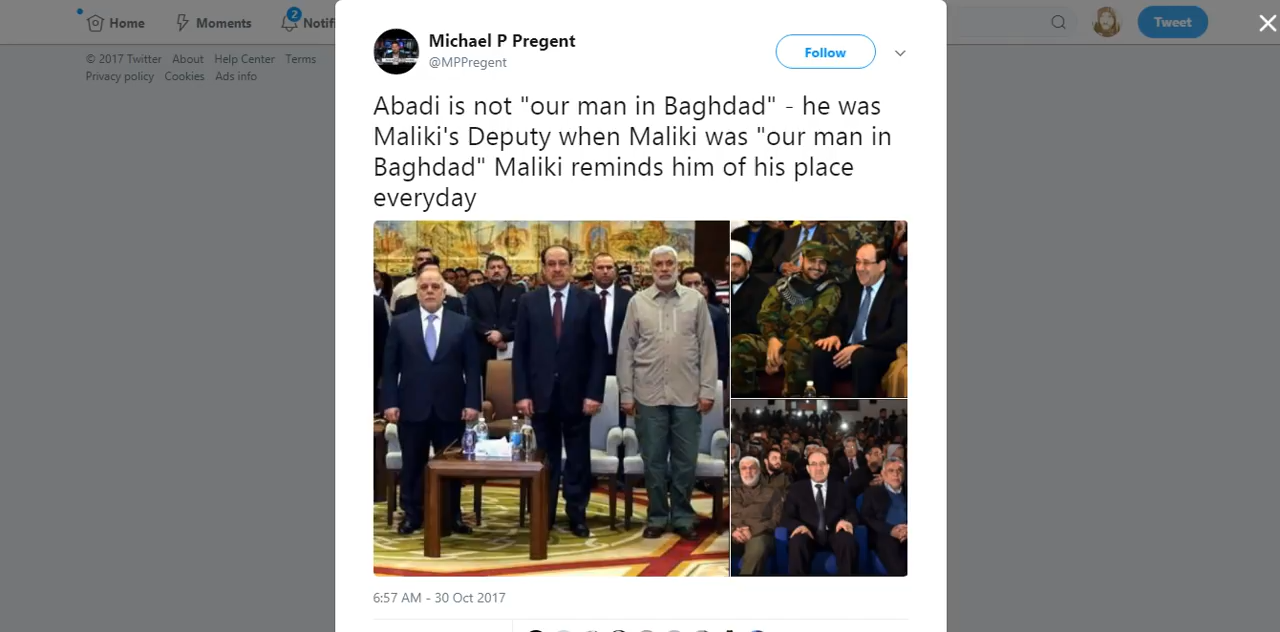 Home
Moments
2
Notifi
Tweet
© 2017 Twitter About Help Center Terms
Privacy policy Cookies Ads info
Michael P Pregent
@MPPregent
Follow
Abadi is not "our man in Baghdad" - he was
Maliki's Deputy when Maliki was "our man in
Baghdad" Maliki reminds him of his place
everyday
6:57 AM - 30 Oct 2017